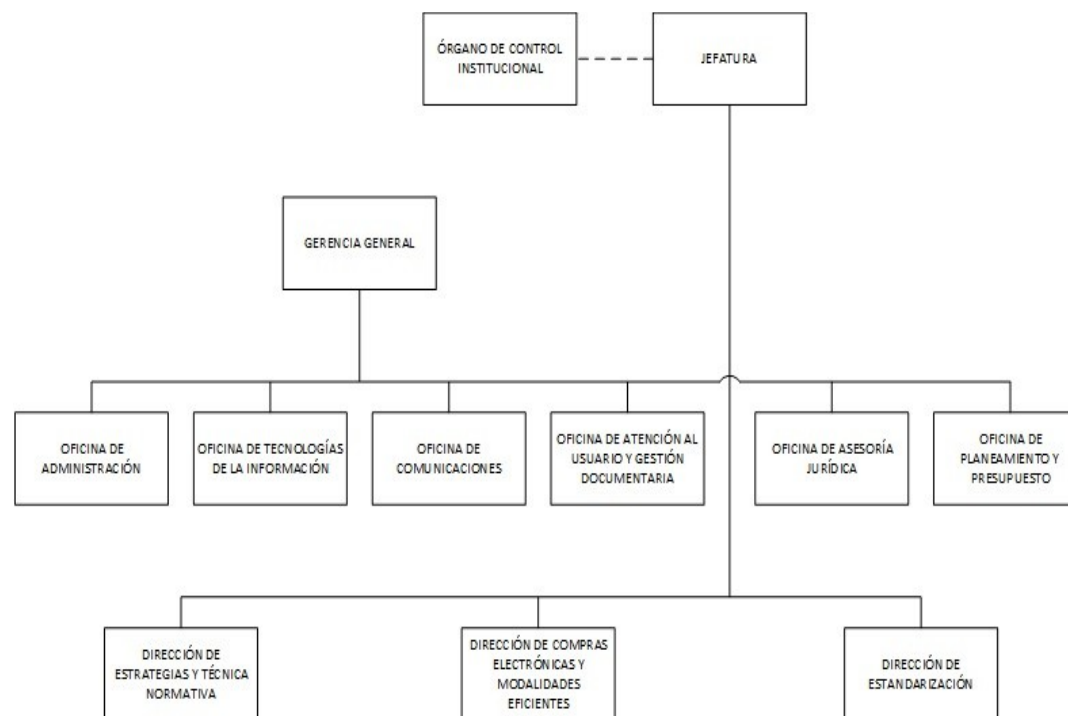 ÓRGANO DE CONTROL
INSTITUCIONAL
JEFATURA
GERENCIA GENERAL
OFICINA DE
ADMINISTRACIÓN
OFICINA DE TECNOLOGÍAS
DE LA INFORMACIÓN
OFICINA DE
COMUNICACIONES
OFICINA DE ATENCIÓN AL
USUARIO Y GESTIÓN
DOCUMENTARIA
OFICINA DE ASESORÍA
JURÍDICA
OFICINA DE
PLANEAMIENTO Y
PRESUPUESTO
DIRECCIÓN DE
ESTRATEGIAS Y TÉCNICA
NORMATIVA
DIRECCIÓN DE COMPRAS
ELECTRÓNICAS Y
MODALIDADES
EFICIENTES
DIRECCIÓN DE
ESTANDARIZACIÓN